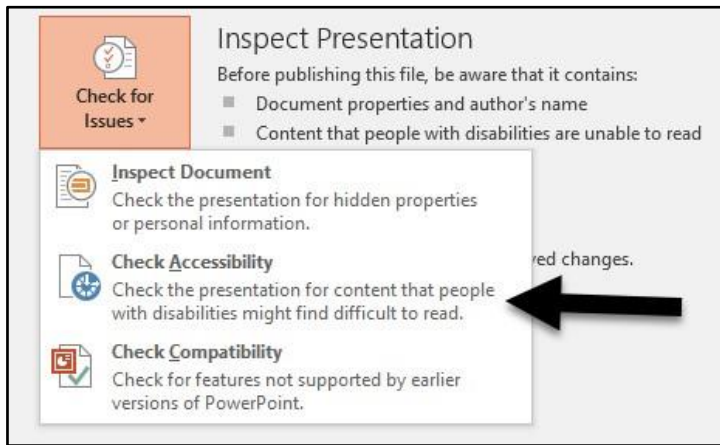 Inspect Presentation
Before publishing this file, be aware that it contains:
Document properties and author's name
Content that people with disabilities are unable to read
Check for
Issues
Inspect Document
Check the presentation for hidden properties
or personal information.
Check Accessibility
Check the presentation for content that people
with disabilities might find difficult to read.
Check Compatibility
Check for features not supported by earlier
versions of PowerPoint.
changes.